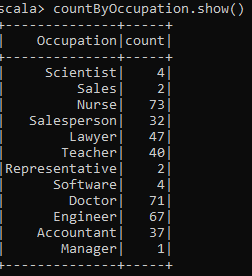 scala> countByOccupation.show()
+--------------+-----+
|    Occupation|count|
+--------------+-----+
|     Scientist|    4|
|         Sales|    2|
|         Nurse|   73|
|   Salesperson|   32|
|        Lawyer|   47|
|       Teacher|   40|
|Representative|    2|
|      Software|    4|
|        Doctor|   71|
|      Engineer|   67|
|    Accountant|   37|
|       Manager|    1|
+--------------+-----+